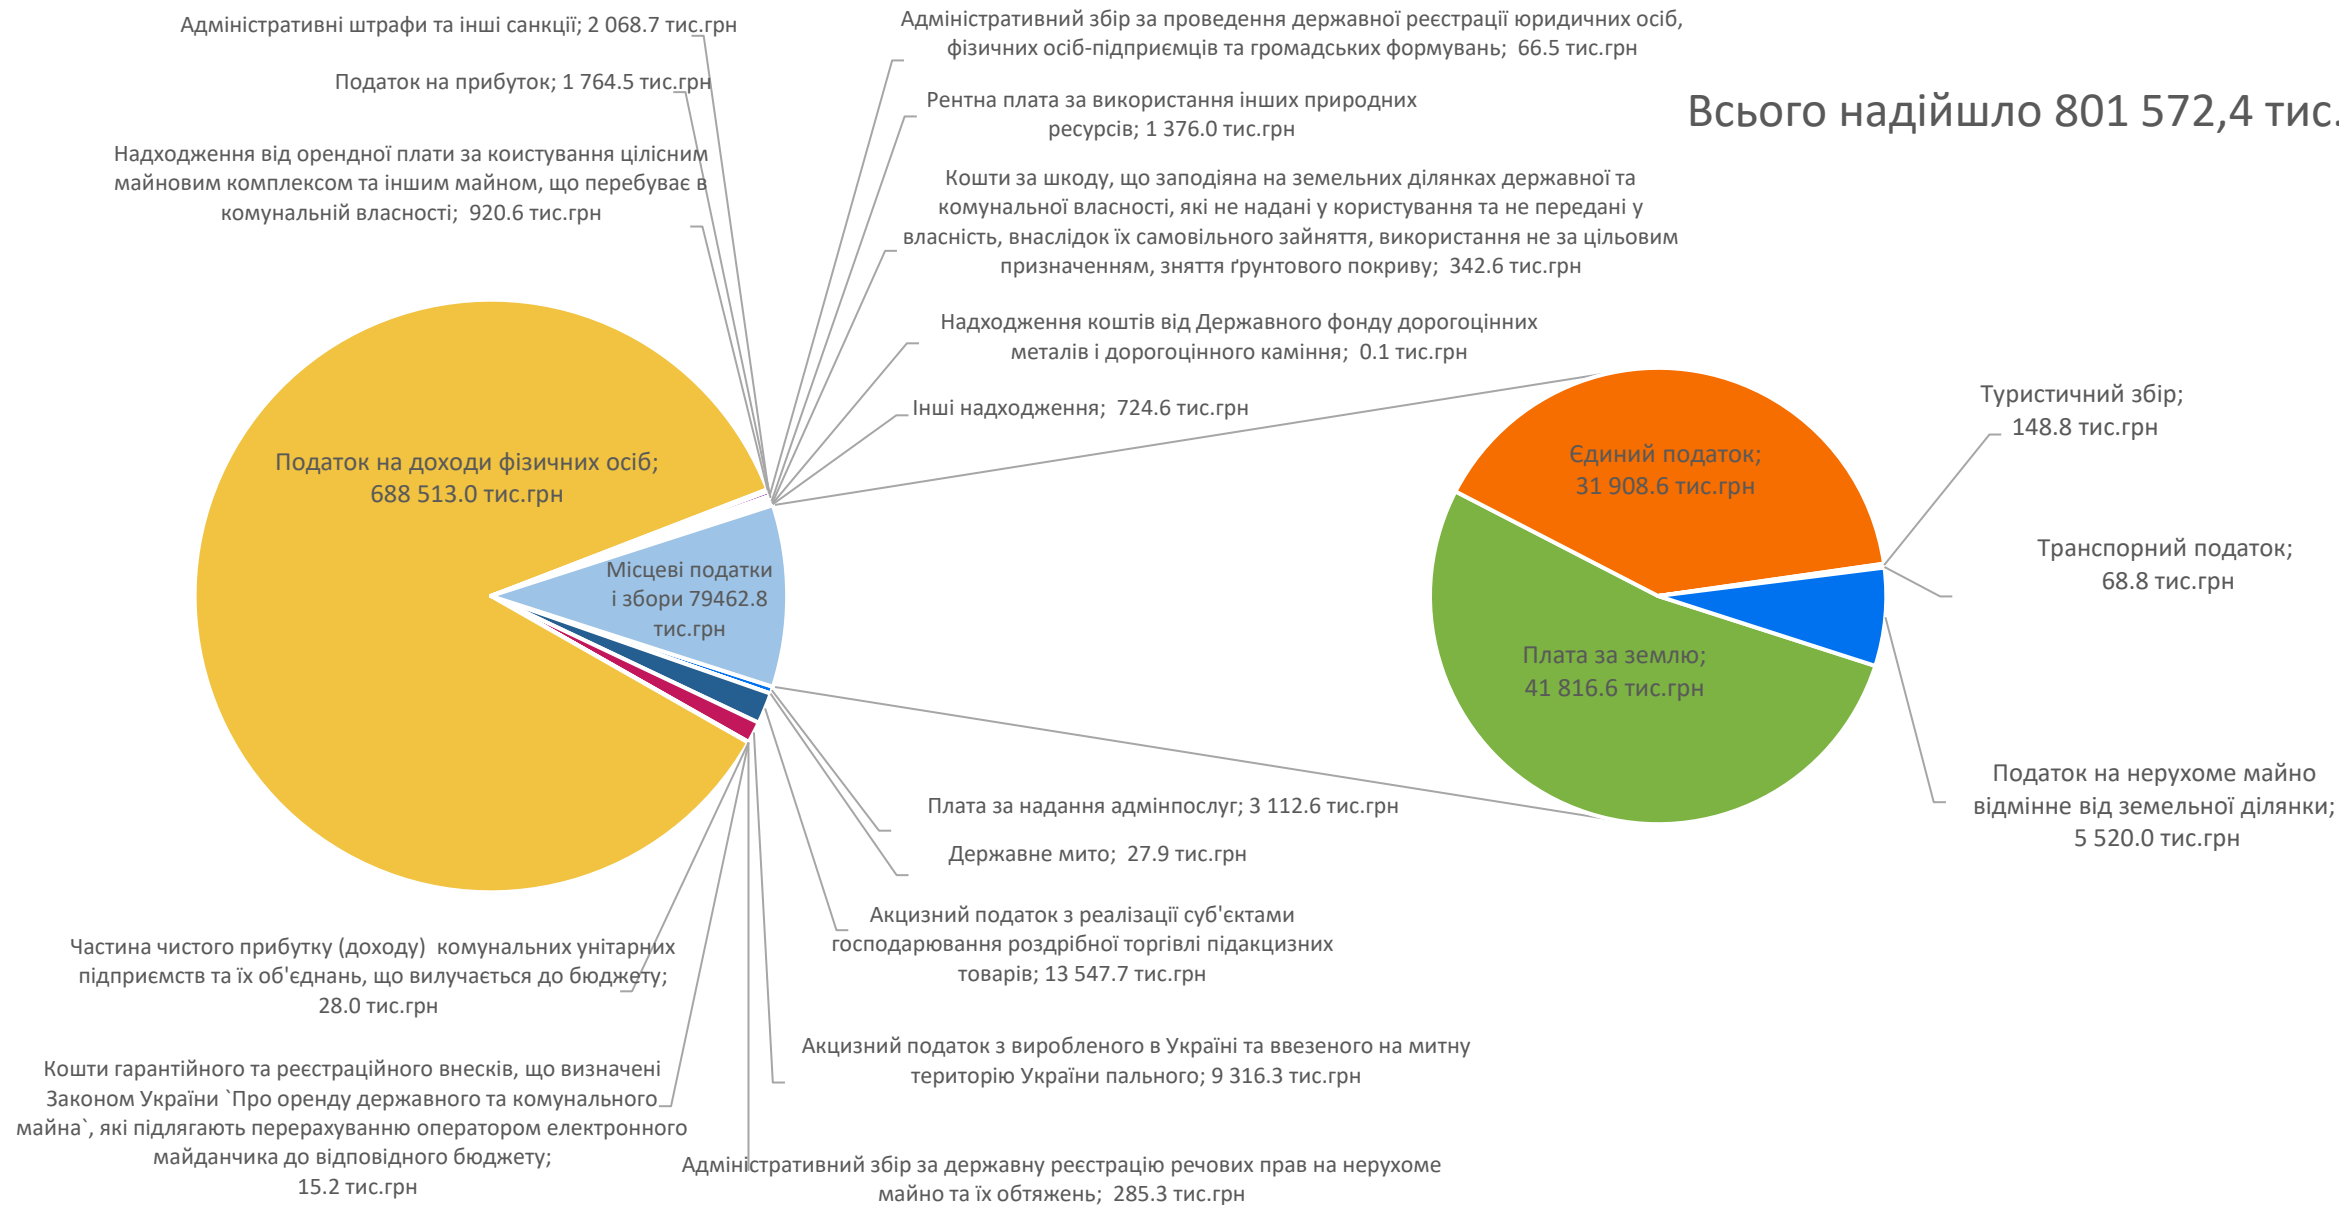 Адміністративні штрафи та інші санкції; 2 068.7 тис.грн
Податок на прибуток; 1 764.5 тис.грн
Надходження від орендної плати за коистування цілісним
майновим комплексом та іншим майном, що перебуває в
комунальній власності;  920.6 тис.грн
Адміністративний збір за проведення державної реєстрації юридичних осіб,
фізичних осіб-підприємців та громадських формувань;  66.5 тис.грн
Рентна плата за використання інших природних
ресурсів; 1 376.0 тис.грн
Кошти за шкоду, що заподіяна на земельних ділянках державної та
комунальної власності, які не надані у користування та не передані у
власність, внаслідок їх самовільного зайняття, використання не за цільовим
призначенням, зняття ґрунтового покриву;  342.6 тис.грн
Надходження коштів від Державного фонду дорогоцінних
металів і дорогоцінного каміння;  0.1 тис.грн
Інші надходження;  724.6 тис.грн
Всього надійшло 801 572,4 тис.
Податок на доходи фізичних осіб;
688 513.0 тис.грн
Місцеві податки
і збори 79462.8
тис.грн
Єдиний податок;
31 908.6 тис.грн
Туристичний збір;
148.8 тис.грн
Транспорний податок;
68.8 тис.грн
Плата за землю;
41 816.6 тис.грн
Податок на нерухоме майно
відмінне від земельної ділянки;
5 520.0 тис.грн
Плата за надання адмінпослуг; 3 112.6 тис.грн
Державне мито;  27.9 тис.грн
Акцизний податок з реалізації суб'єктами
господарювання роздрібної торгівлі підакцизних
товарів; 13 547.7 тис.грн
Частина чистого прибутку (доходу)  комунальних унітарних
підприємств та їх об'єднань, що вилучається до бюджету;
28.0 тис.грн
Акцизний податок з виробленого в Україні та ввезеного на митну
територію України пального; 9 316.3 тис.грн
Кошти гарантійного та реєстраційного внесків, що визначені
Законом України `Про оренду державного та комунального
майна`, які підлягають перерахуванню оператором електронного
майданчика до відповідного бюджету;
15.2 тис.грн
Адміністративний збір за державну реєстрацію речових прав на нерухоме
майно та їх обтяжень;  285.3 тис.грн